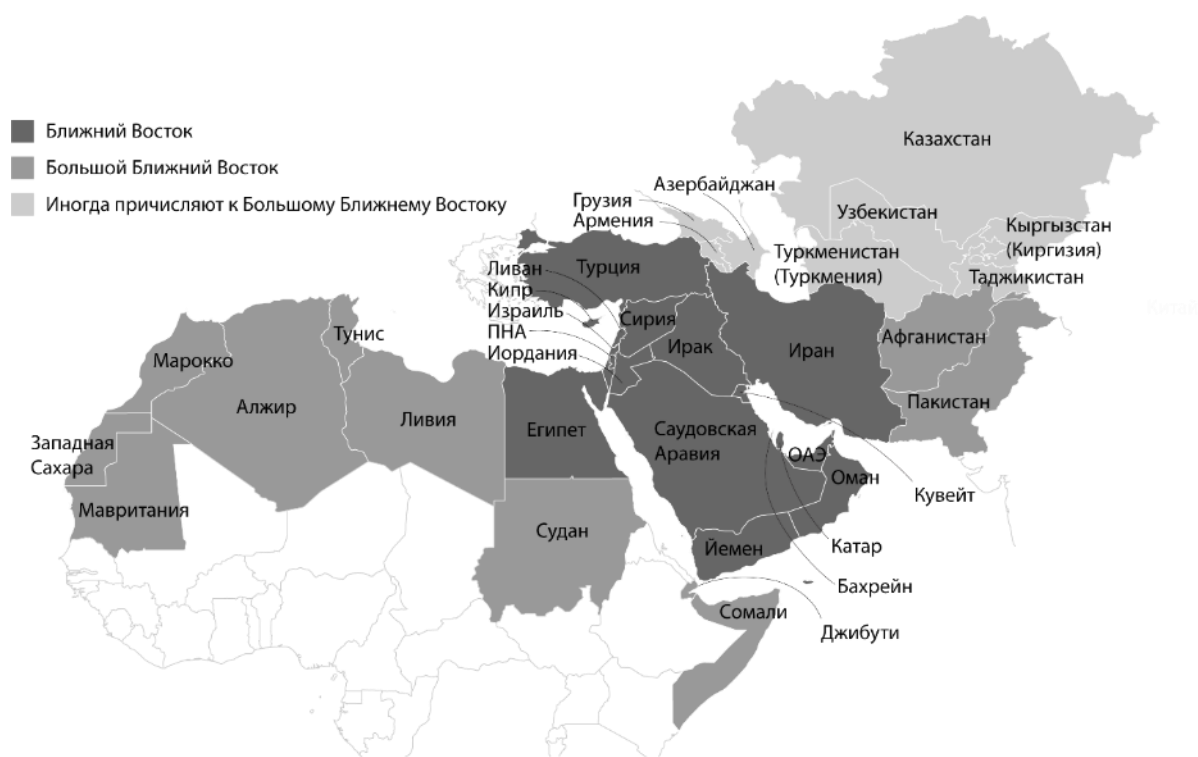 Ближний Восток
Большой Ближний Восток
Иногда причисляют к Большому Ближнему Востоку
Казахстан
Азербайджан
Грузия
Армения
Узбекистан
Кыргызстан
(Киргизия)
Туркменистан
(Туркмения)
Таджикистан
Турция
Ливан
Кипр
Израиль
ПНА
Иордания
Сирия
Ирак
Иран
Афганистан
Пакистан
Тунис
Марокко
Алжир
Ливия
Египет
Саудовская
Аравия
ОАЭ
Оман
Кувейт
Западная
Сахара
Мавритания
Судан
Йемен
Катар
Бахрейн
Сомали
Джибути
Китай